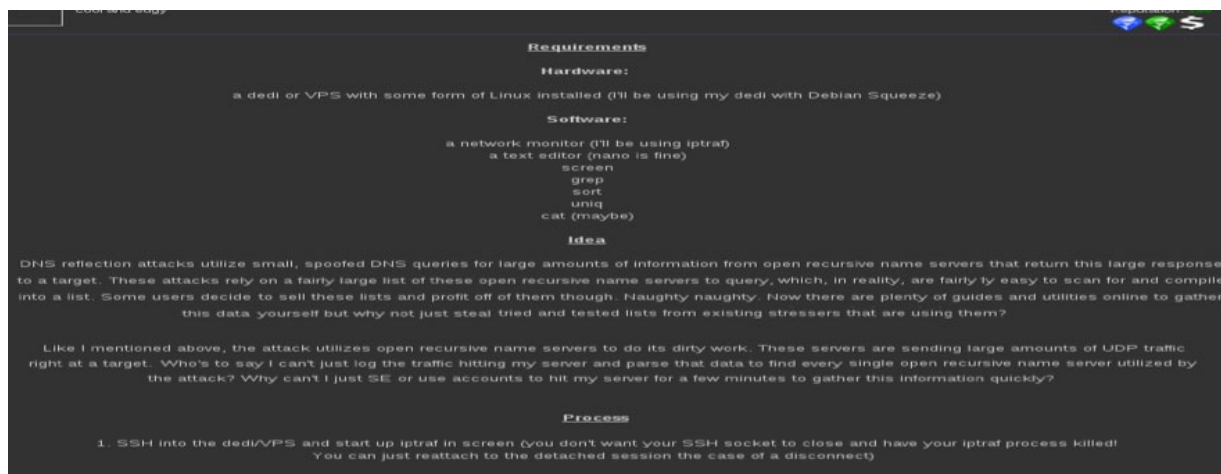 cool and edgy
Reputation:
Requirements
Hardware:
a dedi or VPS with some form of Linux installed (I'll be using my dedi with Debian Squeeze)
Software:
a network monitor (I'll be using iptraf)
a text editor (nano is fine)
screen
grep
sort
uniq
cat (maybe)
Idea
DNS reflection attacks utilize small, spoofed DNS queries for large amounts of information from open recursive name servers that return this large response
to a target. These attacks rely on a fairly large list of these open recursive name servers to query, which, in reality, are fairly ly easy to scan for and compile
into a list. Some users decide to sell these lists and profit off of them though. Naughty naughty. Now there are plenty of guides and utilities online to gather
this data yourself but why not just steal tried and tested lists from existing stressers that are using them?
Like I mentioned above, the attack utilizes open recursive name servers to do its dirty work. These servers are sending large amounts of UDP traffic
right at a target. Who's to say I can't just log the traffic hitting my server and parse that data to find every single open recursive name server utilized by
the attack? Why can't I just SE or use accounts to hit my server for a few minutes to gather this information quickly?
Process
1. SSH into the dedi/VPS and start up iptraf in screen (you don't want your SSH socket to close and have your iptraf process killed!
You can just reattach to the detached session the case of a disconnect)